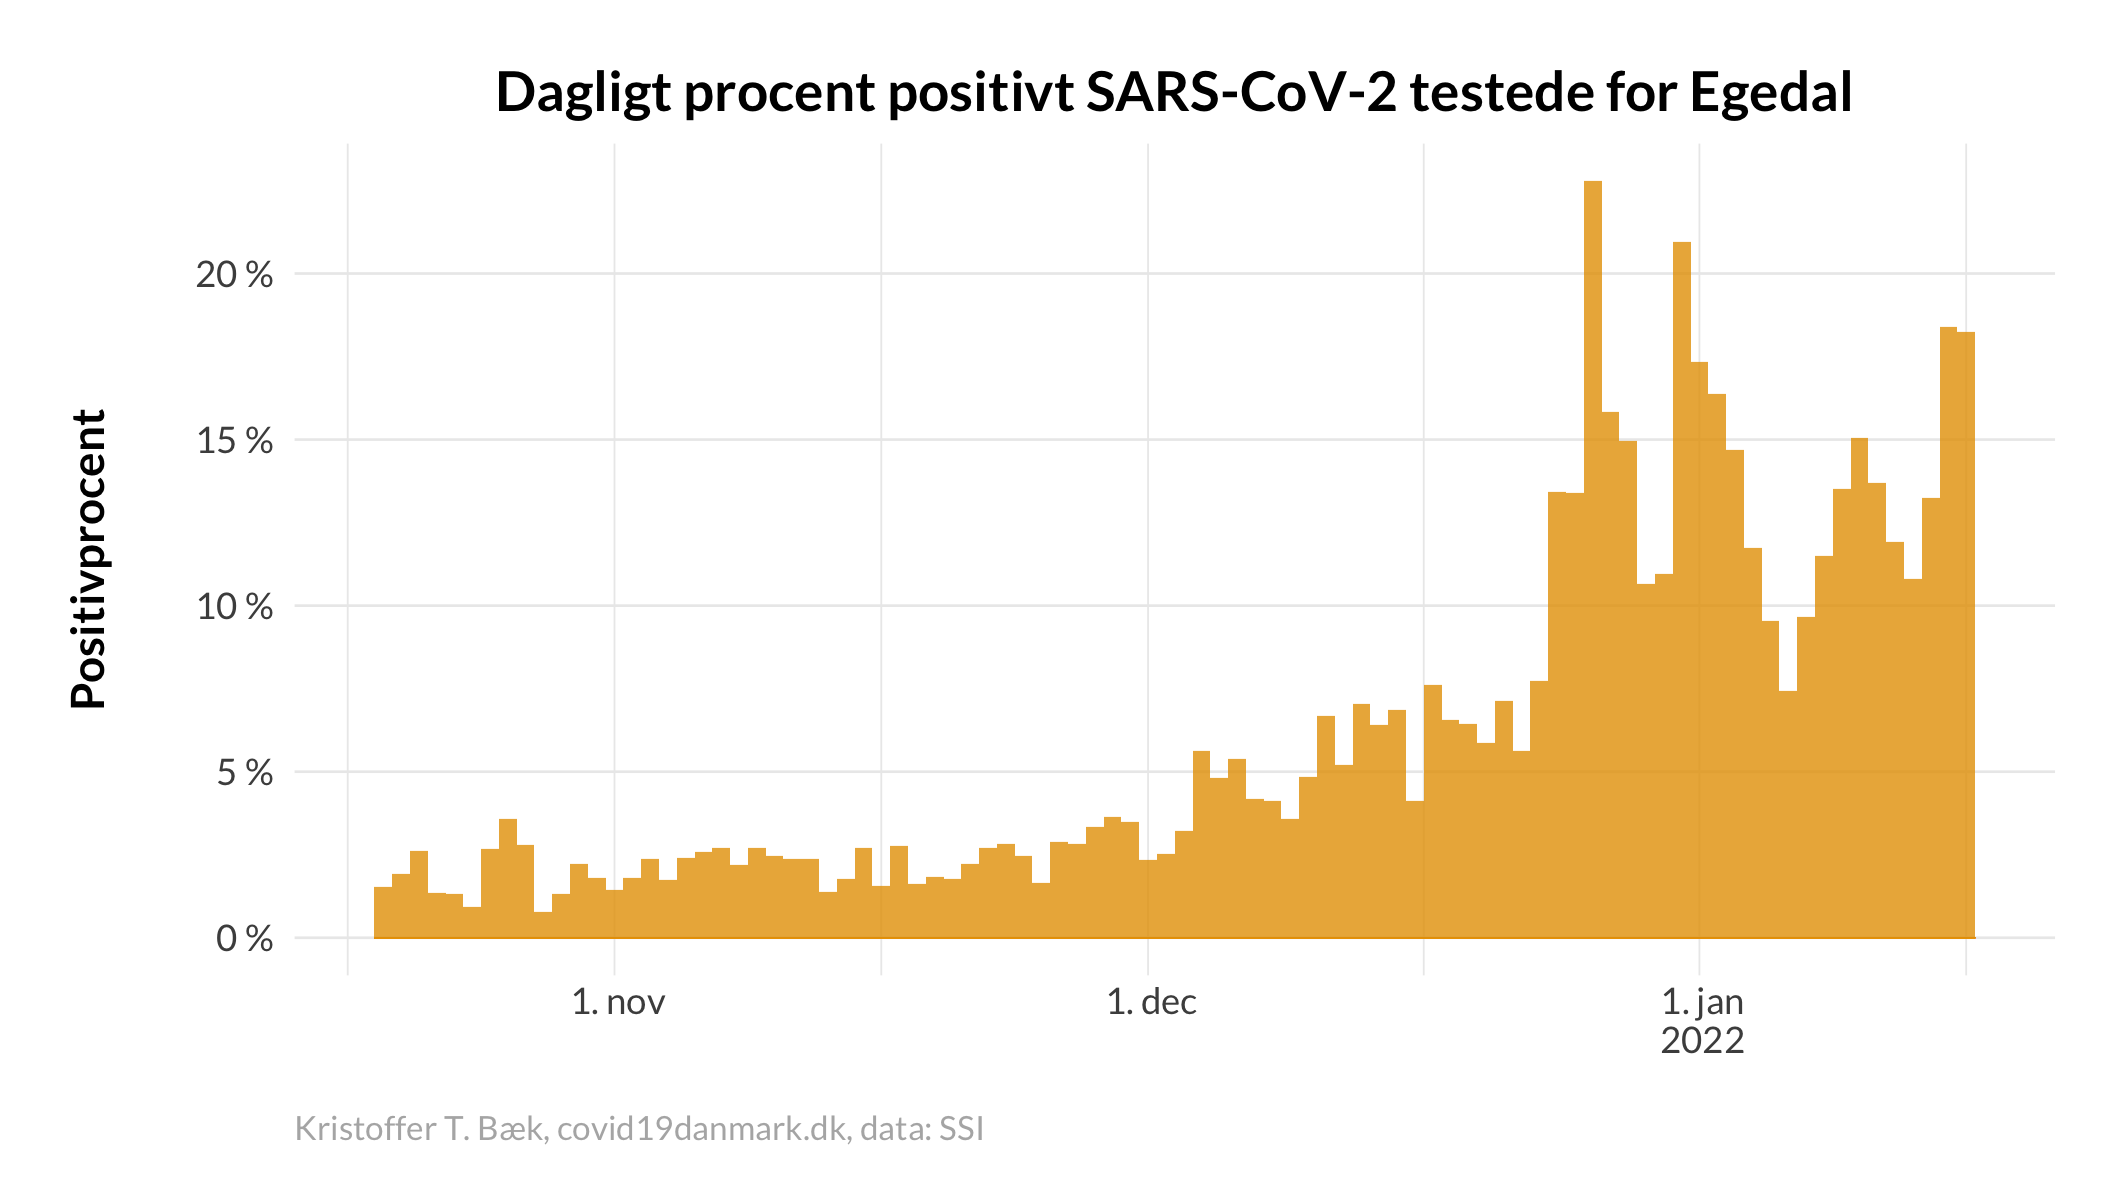 Dagligt procent positivt SARS-CoV-2 testede for Egedal
Positivprocent
20 %
15 %
10 %
5 %
0 %
1. nov
1. dec
1. jan
2022
Kristoffer T. Bæk, covid19danmark.dk, data: SSI